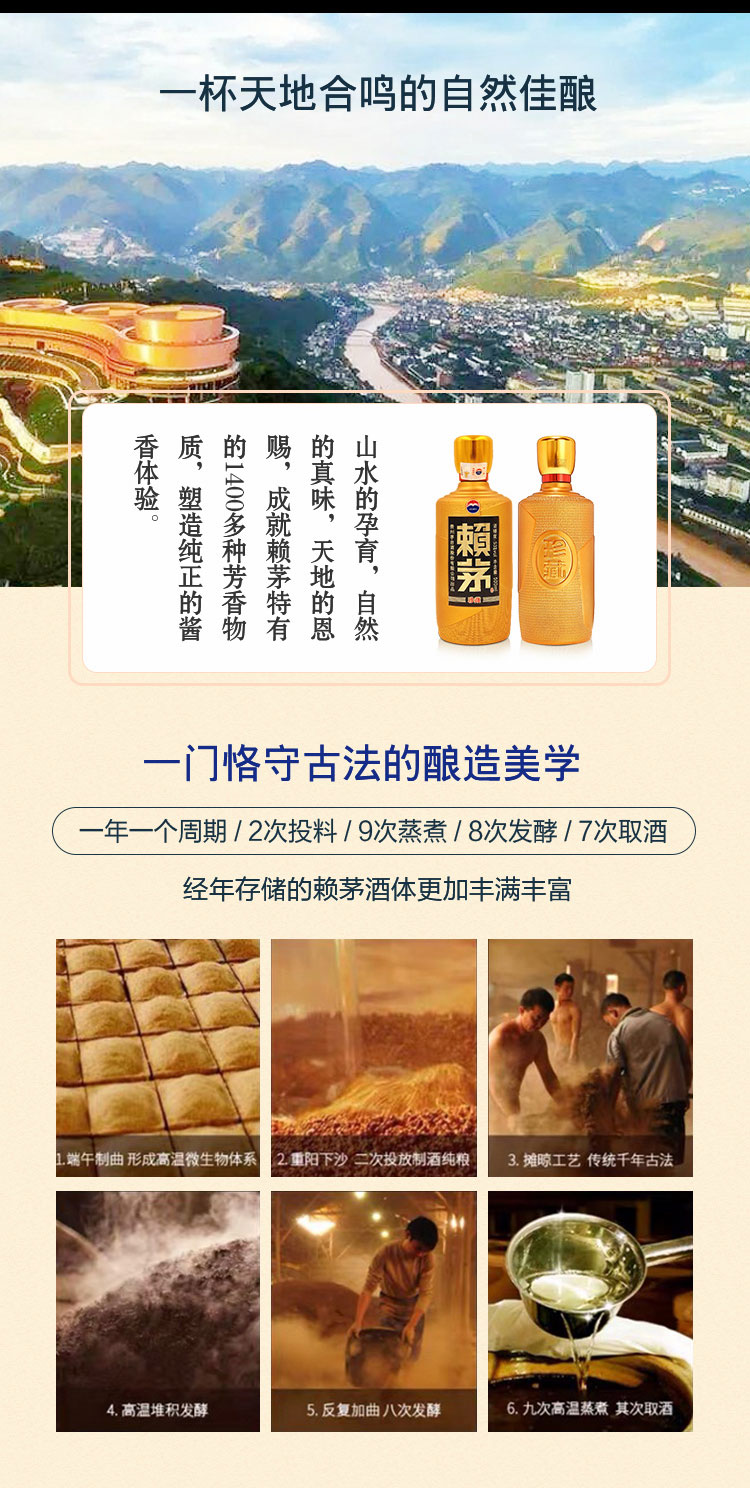 一杯天地合鸣的自然佳酿
山水的孕育，自然
的真味，天地的恩
赐，成就赖茅特有
的1400多种芳香物
质，塑造纯正的酱
香体验。
賴茅
珍藏
珍藏
一门恪守古法的酿造美学
一年一个周期 / 2次投料 / 9次蒸煮 / 8次发酵 / 7次取酒
经年存储的赖茅酒体更加丰满丰富
1.端午制曲 形成高温微生物体系
2.重阳下沙 二次投放制酒纯粮
3. 摊晾工艺 传统千年古法
4. 高温堆积发酵
5. 反复加曲 八次发酵
6. 九次高温蒸煮 其次取酒